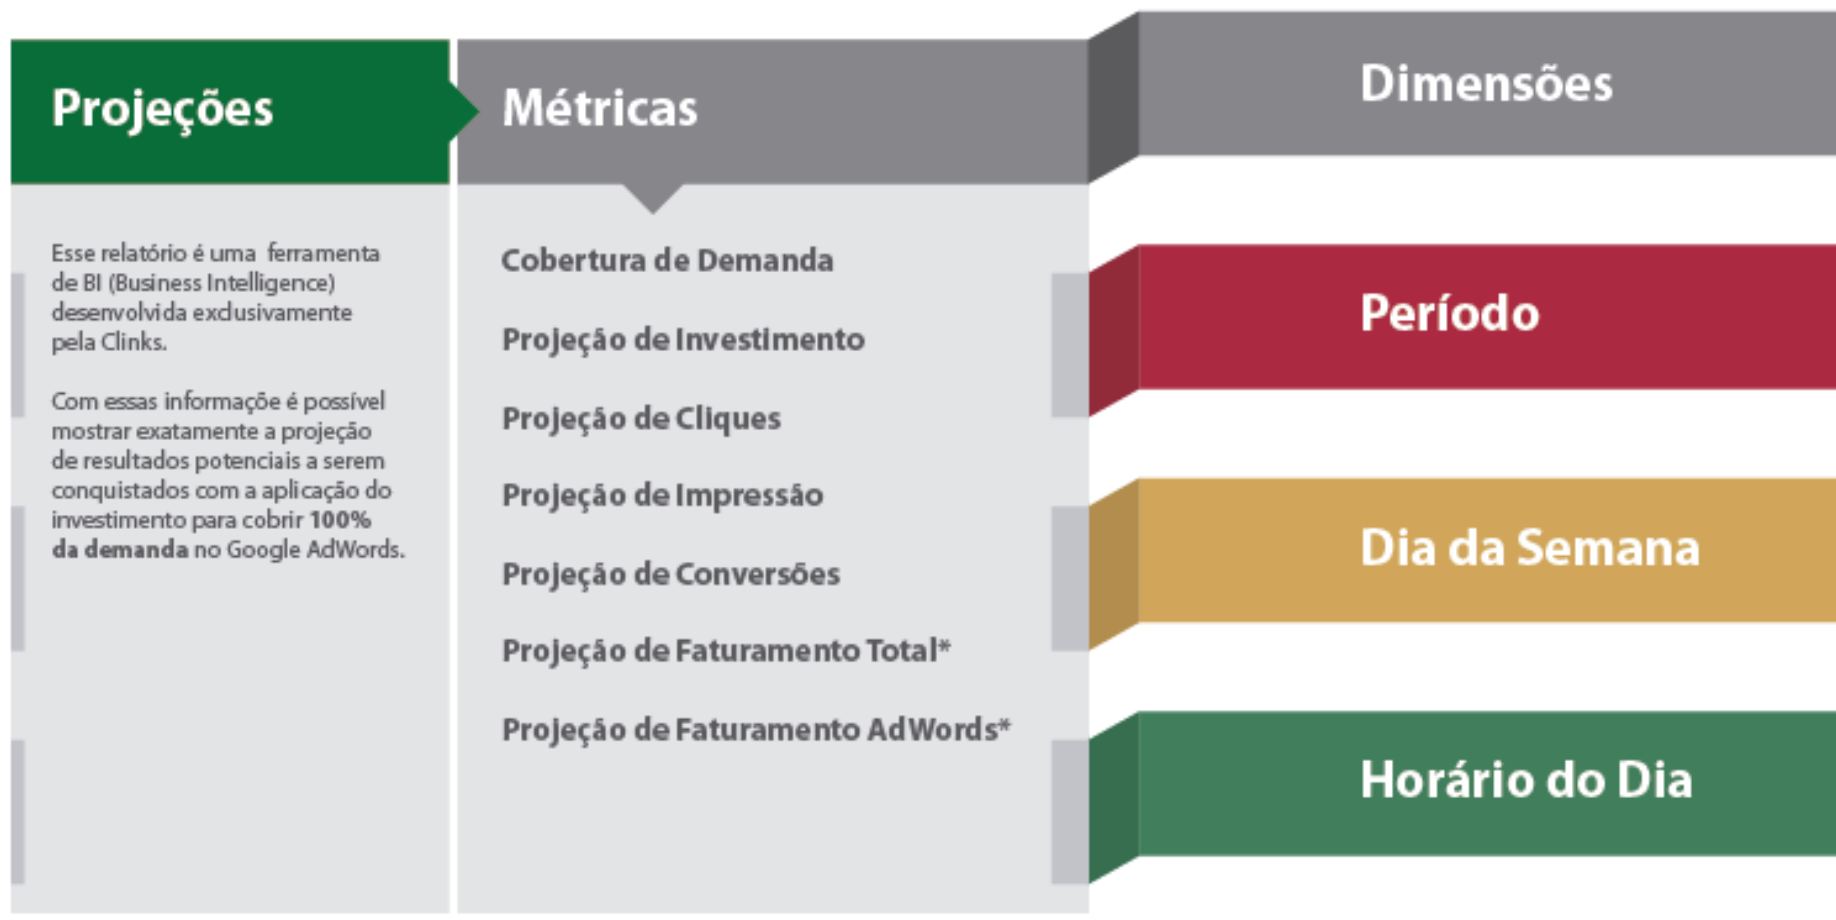 Projeções
Esse relatório é uma ferramenta
de BI (Business Intelligence)
desenvolvida exclusivamente
pela Clinks.
Com essas informaçõe é possível
mostrar exatamente a projeção
de resultados potenciais a serem
conquistados com a aplicação do
investimento para cobrir 100%
da demanda no Google AdWords.
Métricas
Cobertura de Demanda
Projeção de Investimento
Projeção de Cliques
Projeção de Impressão
Projeção de Conversões
Projeção de Faturamento Total*
Projeção de Faturamento AdWords*
Dimensões
Período
Dia da Semana
Horário do Dia